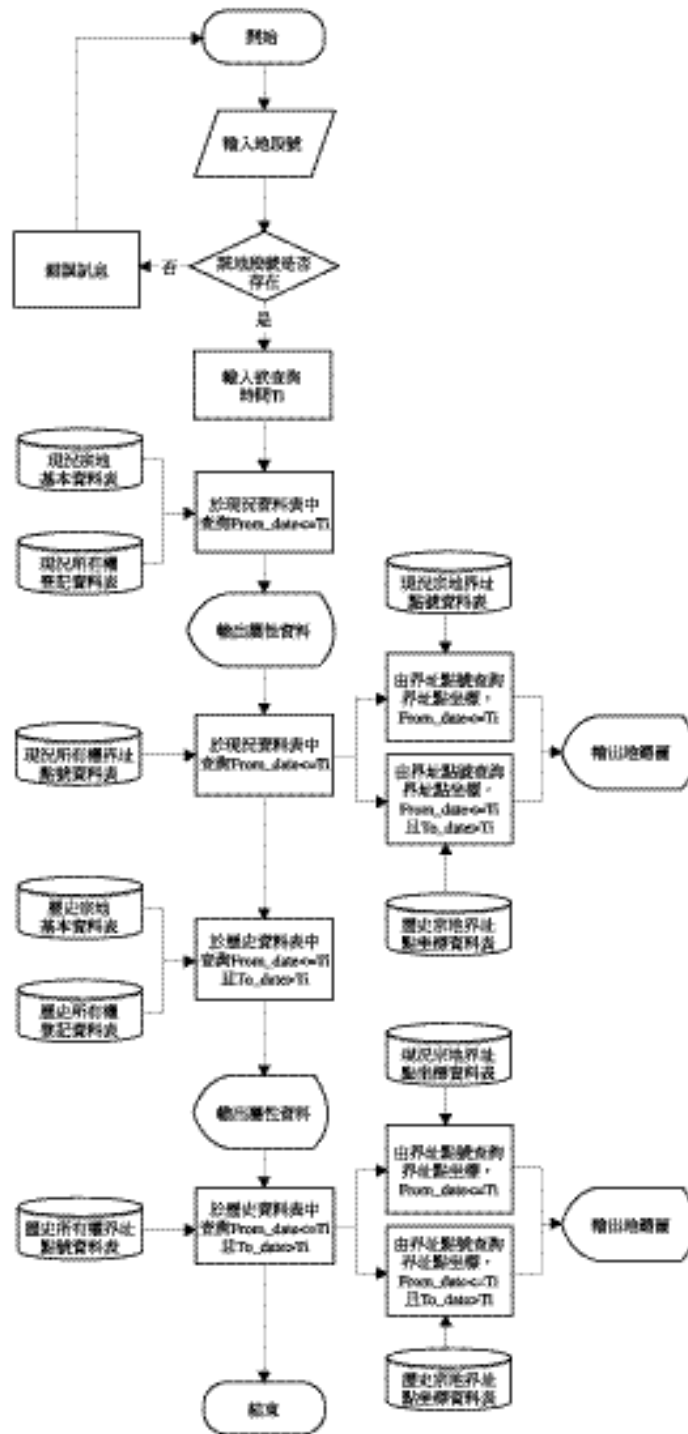 開始
輸入地段號
該地段號是否
存在
否
錯誤訊息
是
輸入欲查詢
時間Ti
現況宗地
基本資料表
現況所有權
登記資料表
於現況資料表中
查詢From_date<=Ti
輸出屬性資料
現況所有權界址
點號資料表
於現況資料表中
查詢From_date<=Ti
現況宗地界址
點號資料表
由界址點號查詢
界址點坐標，
From_date<=Ti
由界址點號查詢
界址點坐標，
From_date<=Ti
且To_date>Ti
歷史宗地界址
點坐標資料表
輸出地籍圖
歷史宗地
基本資料表
歷史所有權
登記資料表
於歷史資料表中
查詢From_date<=Ti
且To_date>Ti
輸出屬性資料
歷史所有權界址
點號資料表
於歷史資料表中
查詢From_date<=Ti
且To_date>Ti
現況宗地界址
點坐標資料表
由界址點號查詢
界址點坐標，
From_date<=Ti
由界址點號查詢
界址點坐標，
From_date<=Ti
且To_date>Ti
歷史宗地界址
點坐標資料表
輸出地籍圖
結束